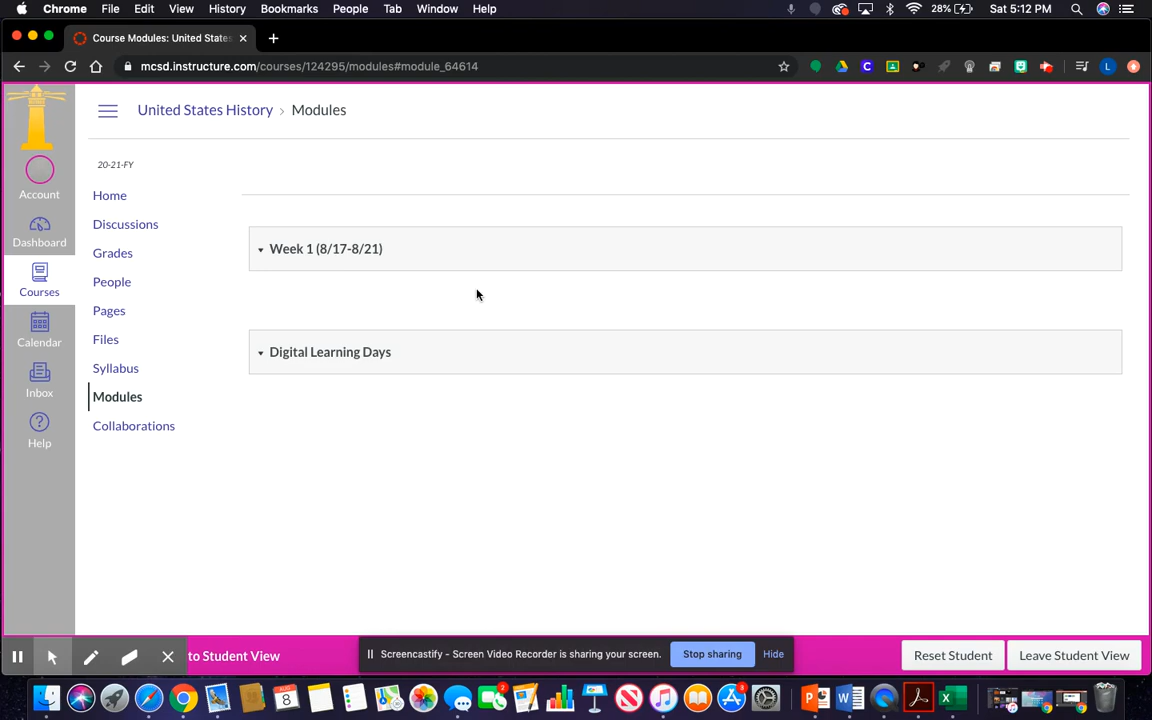 Chrome File Edit View History Bookmarks People Tab Window Help 28% Sat 5:12 PM
Course Modules: United States
mcsd.instructure.com/courses/124295/modules#module_64614
L
United States History > Modules
20-21-FY
Account
Dashboard
Courses
Calendar
Inbox
Help
Home
Discussions
Grades
People
Pages
Files
Syllabus
Modules
Collaborations
Week 1 (8/17-8/21)
Digital Learning Days
to Student View
Screencastify - Screen Video Recorder is sharing your screen. Stop sharing Hide
Reset Student Leave Student View
AUG
8
2
3